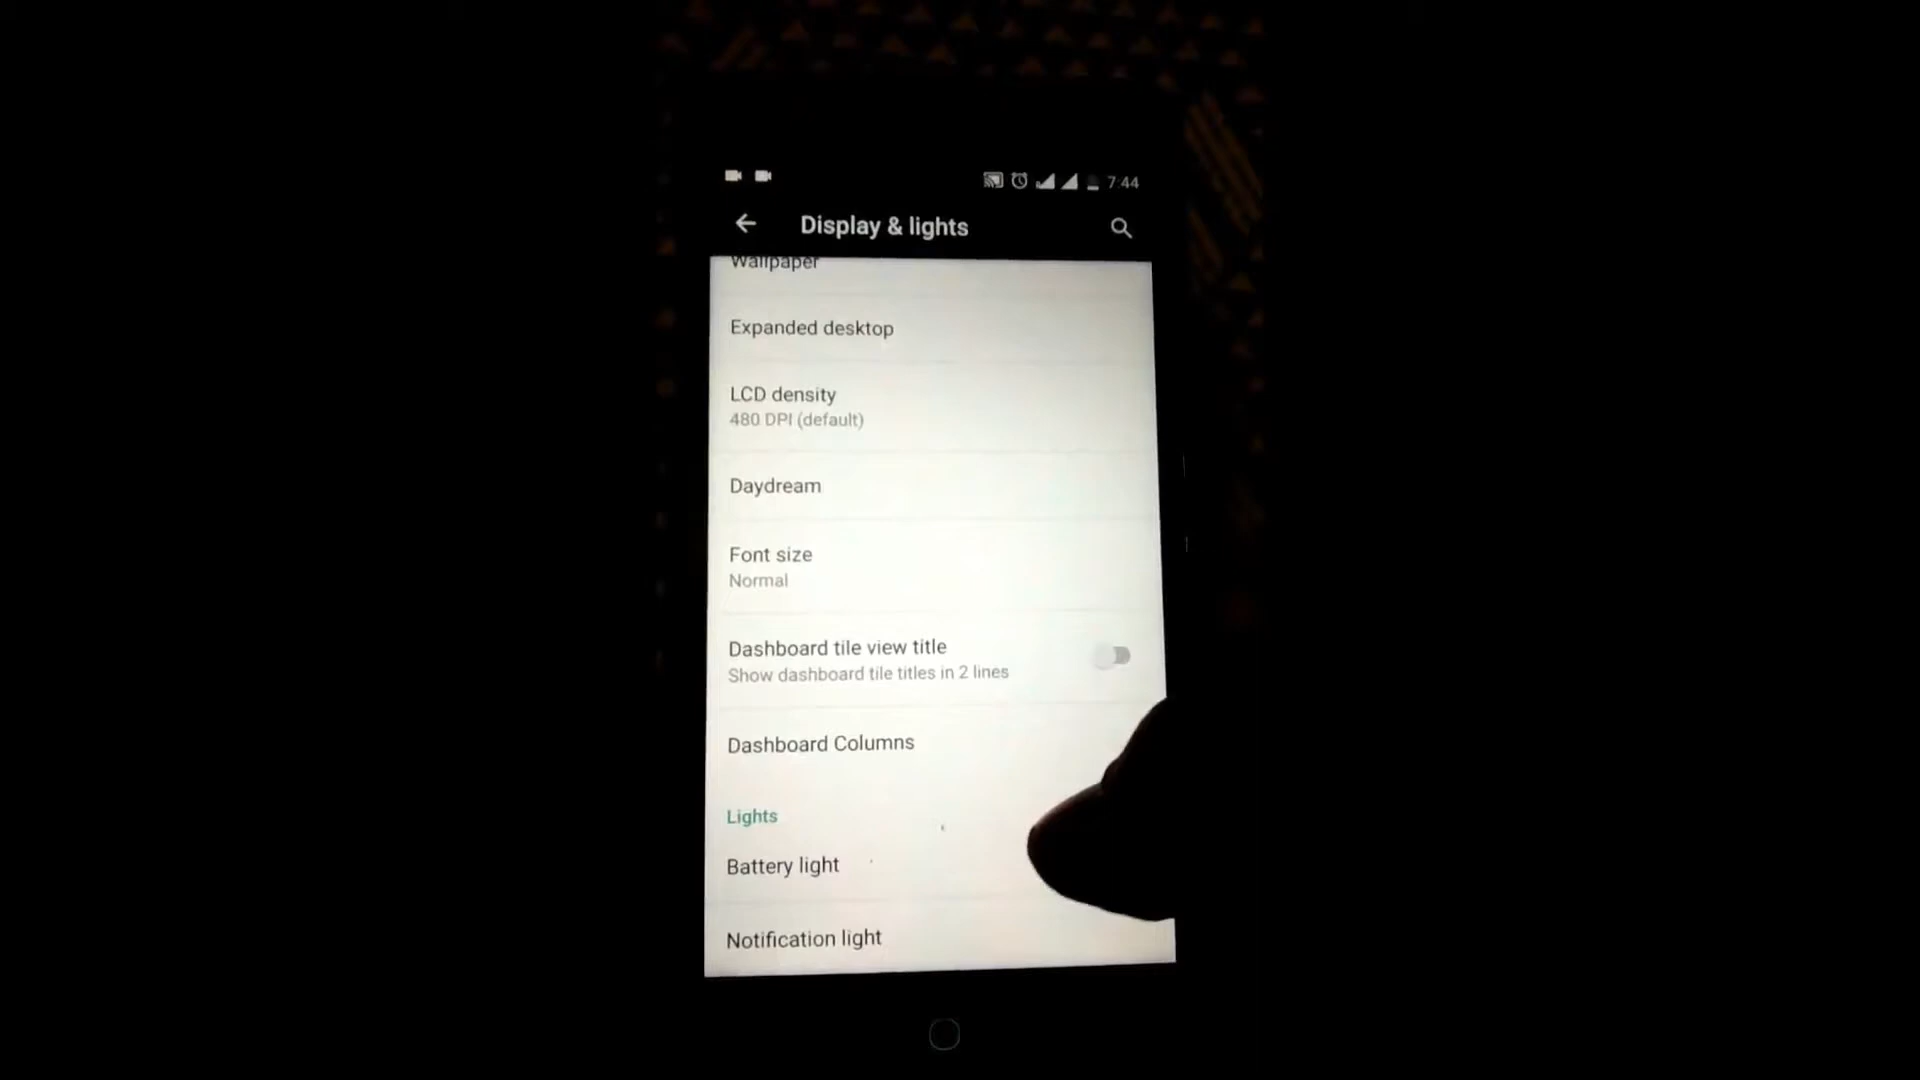 7:44
Display & lights
Wallpaper
Expanded desktop
LCD density
480 DPI (default)
Daydream
Font size
Normal
Dashboard tile view title
Show dashboard tile titles in 2 lines
Dashboard Columns
Lights
Battery light
Notification light